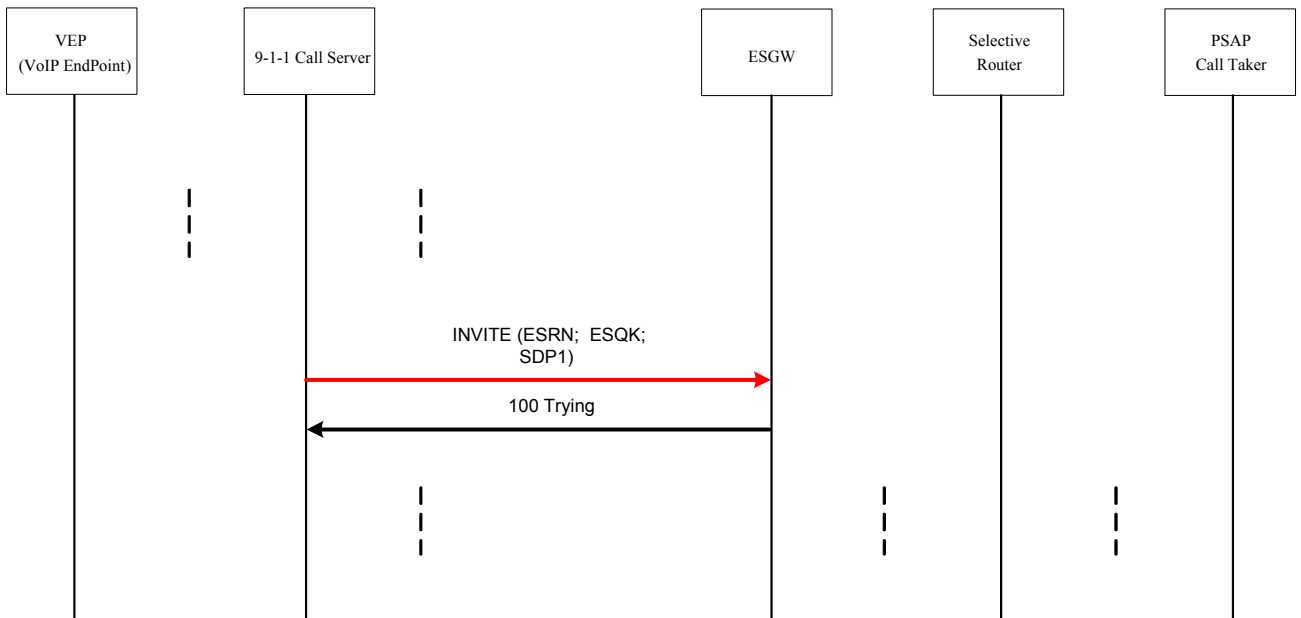 VEP
(VoIP EndPoint)
9-1-1 Call Server
ESGW
Selective
Router
PSAP
Call Taker
INVITE (ESRN; ESQK;
SDP1)
100 Trying